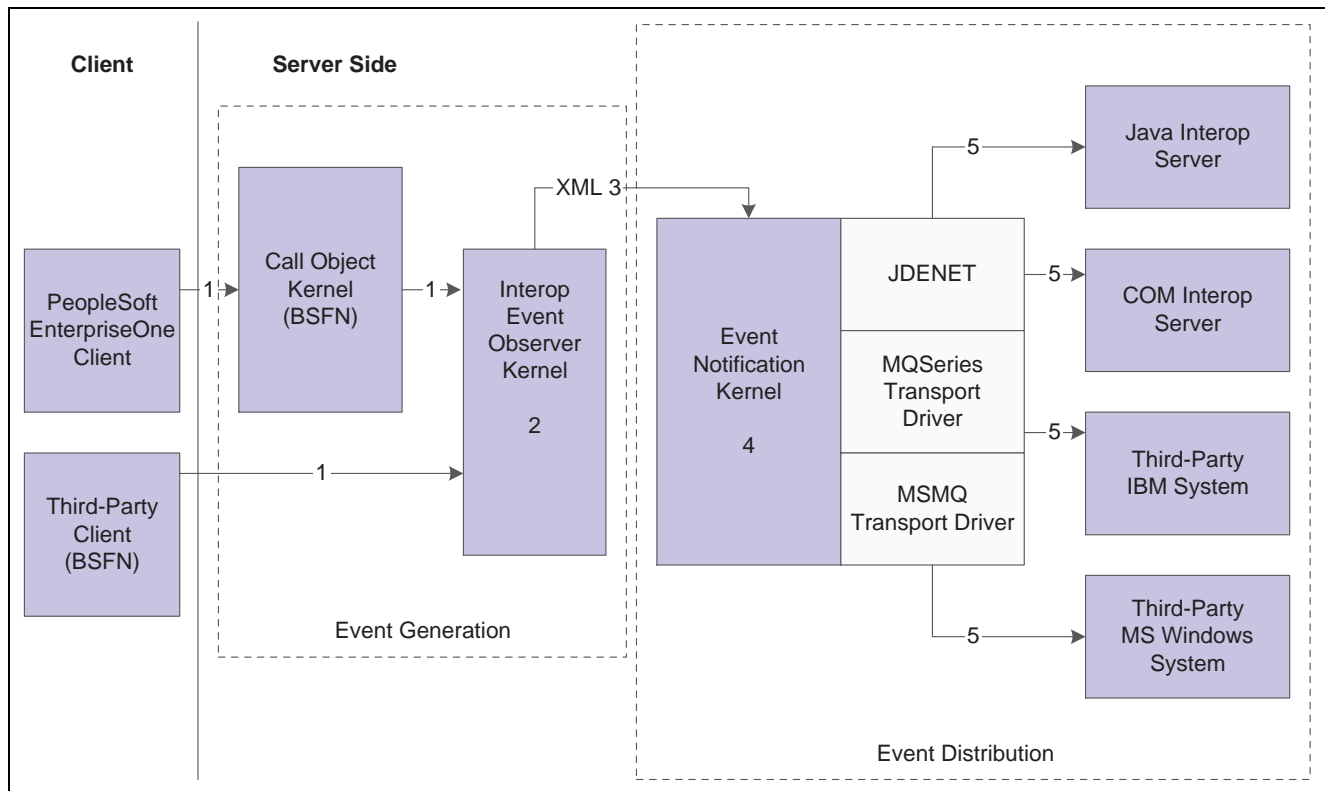 Client
Server Side
PeopleSoft
EnterpriseOne
Client
1
Call Object
Kernel
(BSFN)
1
Third-Party
Client
(BSFN)
1
Interop
Event
Observer
Kernel
2
Event Generation
XML 3
Event
Notification
Kernel
4
JDENET
MQSeries
Transport
Driver
MSMQ
Transport Driver
5
Java Interop
Server
5
COM Interop
Server
5
Third-Party
IBM System
5
Third-Party
MS Windows
System
Event Distribution